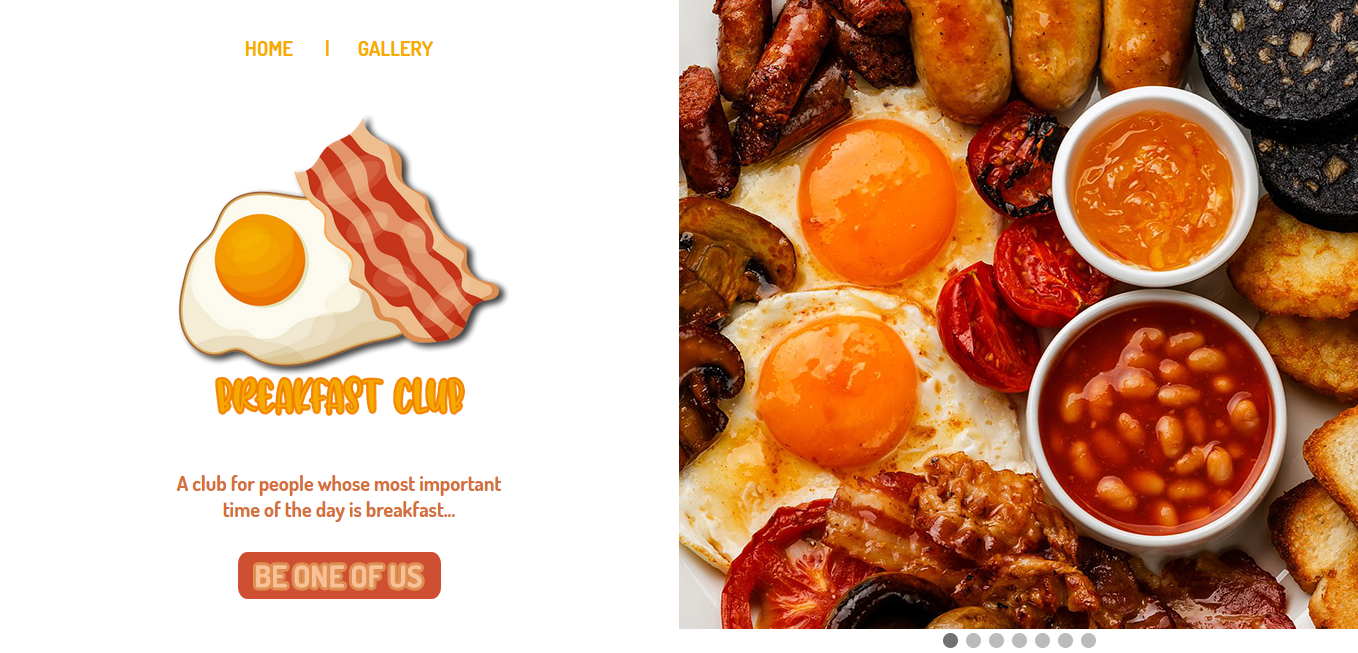 HOME | GALLERY
BREAKFAST CLUB
A club for people whose most important
time of the day is breakfast...
BE ONE OF US